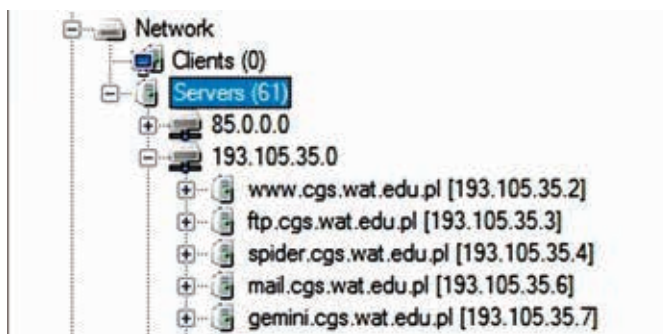 Network
Clients (0)
Servers (61)
85.0.0.0
193.105.35.0
www.cgs.wat.edu.pl [193.105.35.2]
ftp.cgs.wat.edu.pl [193.105.35.3]
spider.cgs.wat.edu.pl [193.105.35.4]
mail.cgs.wat.edu.pl [193.105.35.6]
gemini.cgs.wat.edu.pl [193.105.35.7]